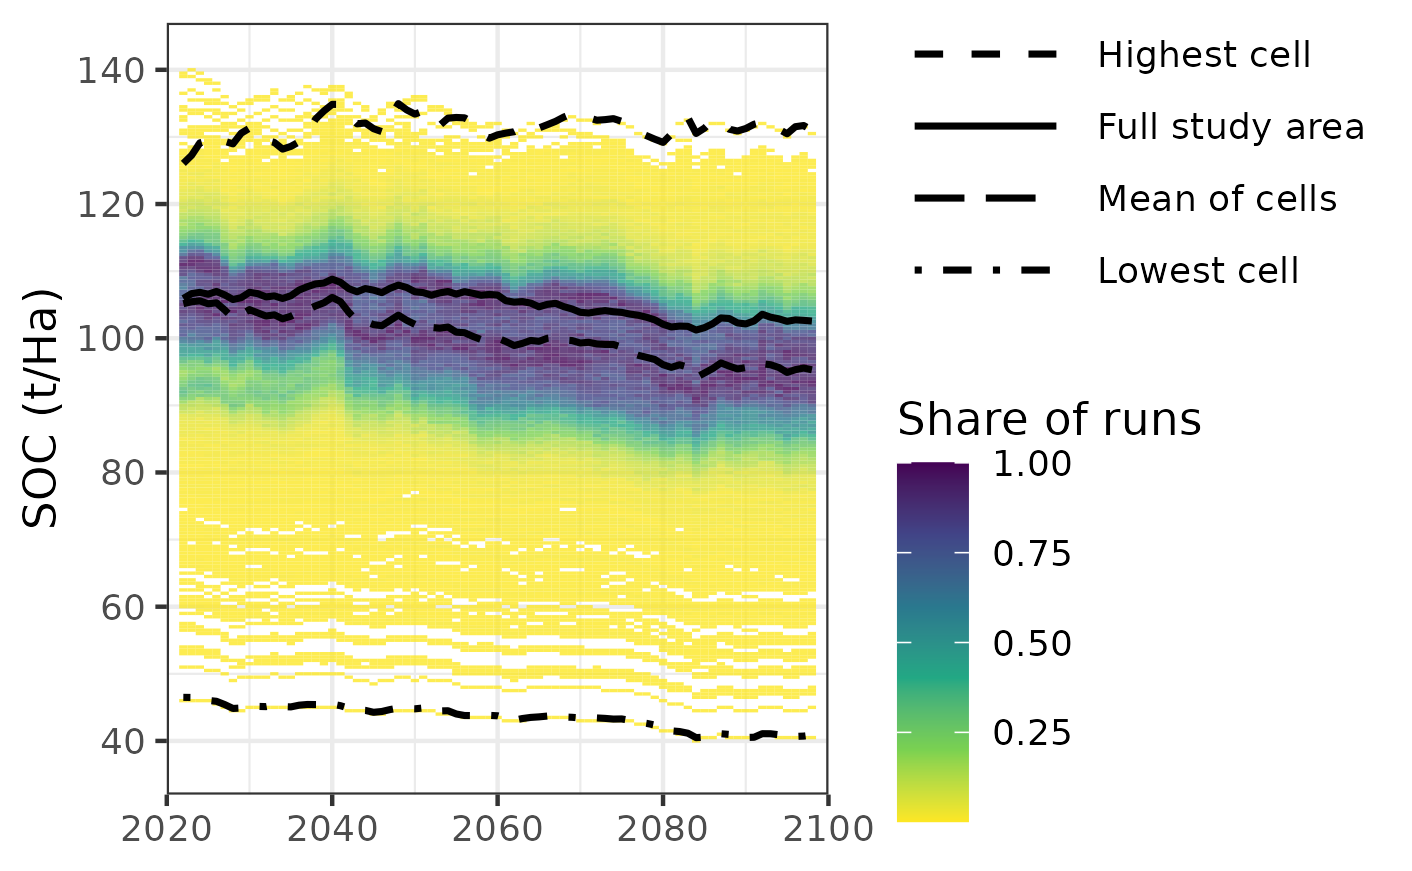 SOC (t/Ha)
140
120
100
80
60
40
2020 2040 2060 2080 2100
Highest cell
Full study area
Mean of cells
Lowest cell
Share of runs
1.00
0.75
0.50
0.25